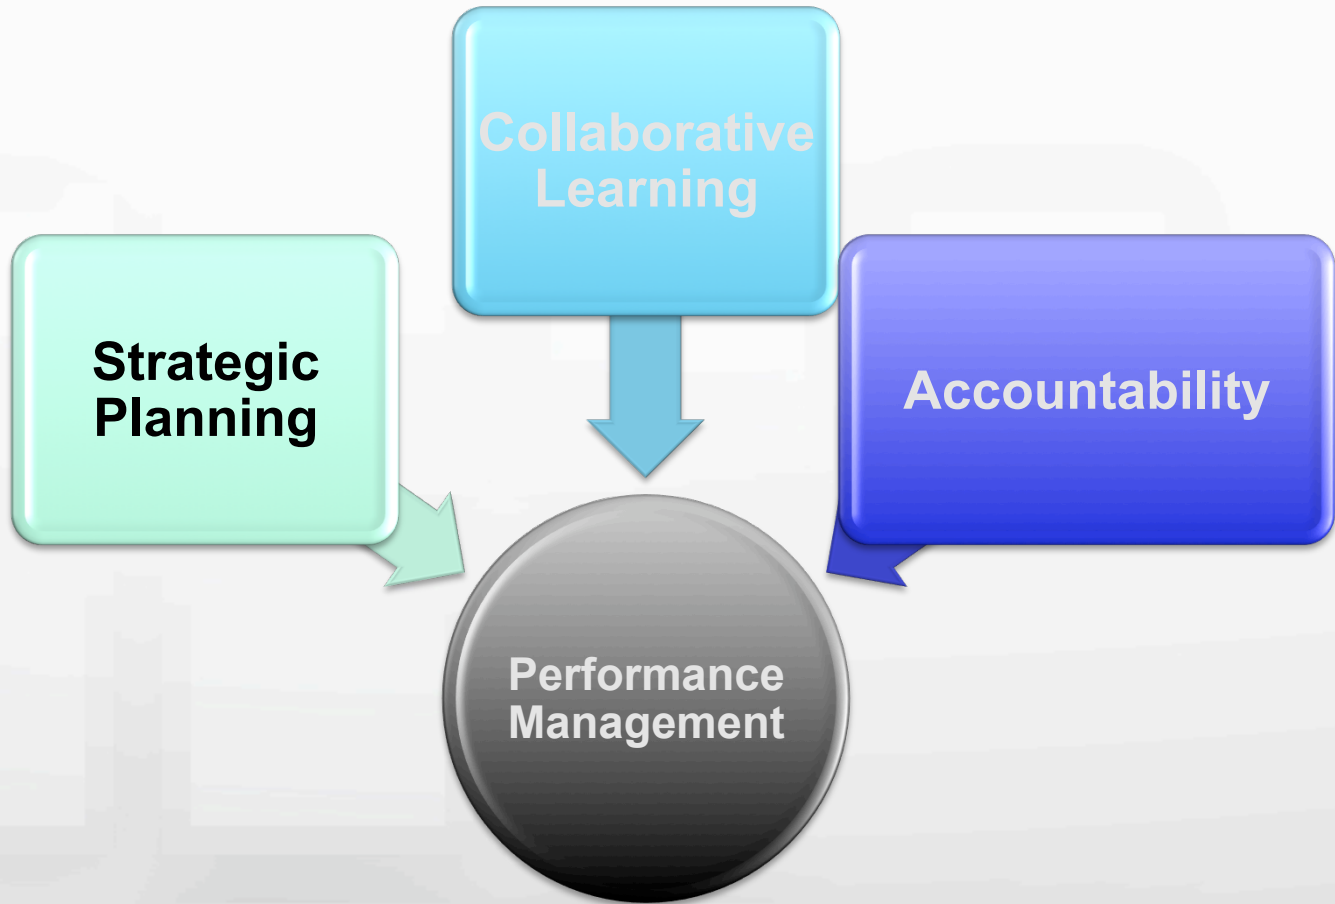 Collaborative
Learning
Strategic
Planning
Accountability
Performance
Management